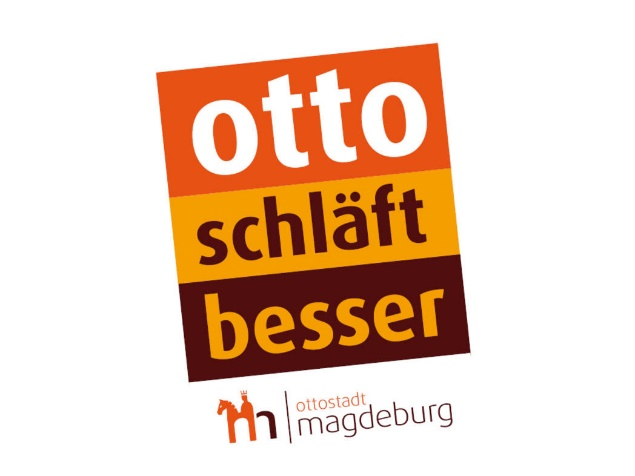 otto
schläft
besser
ottostadt
magdeburg